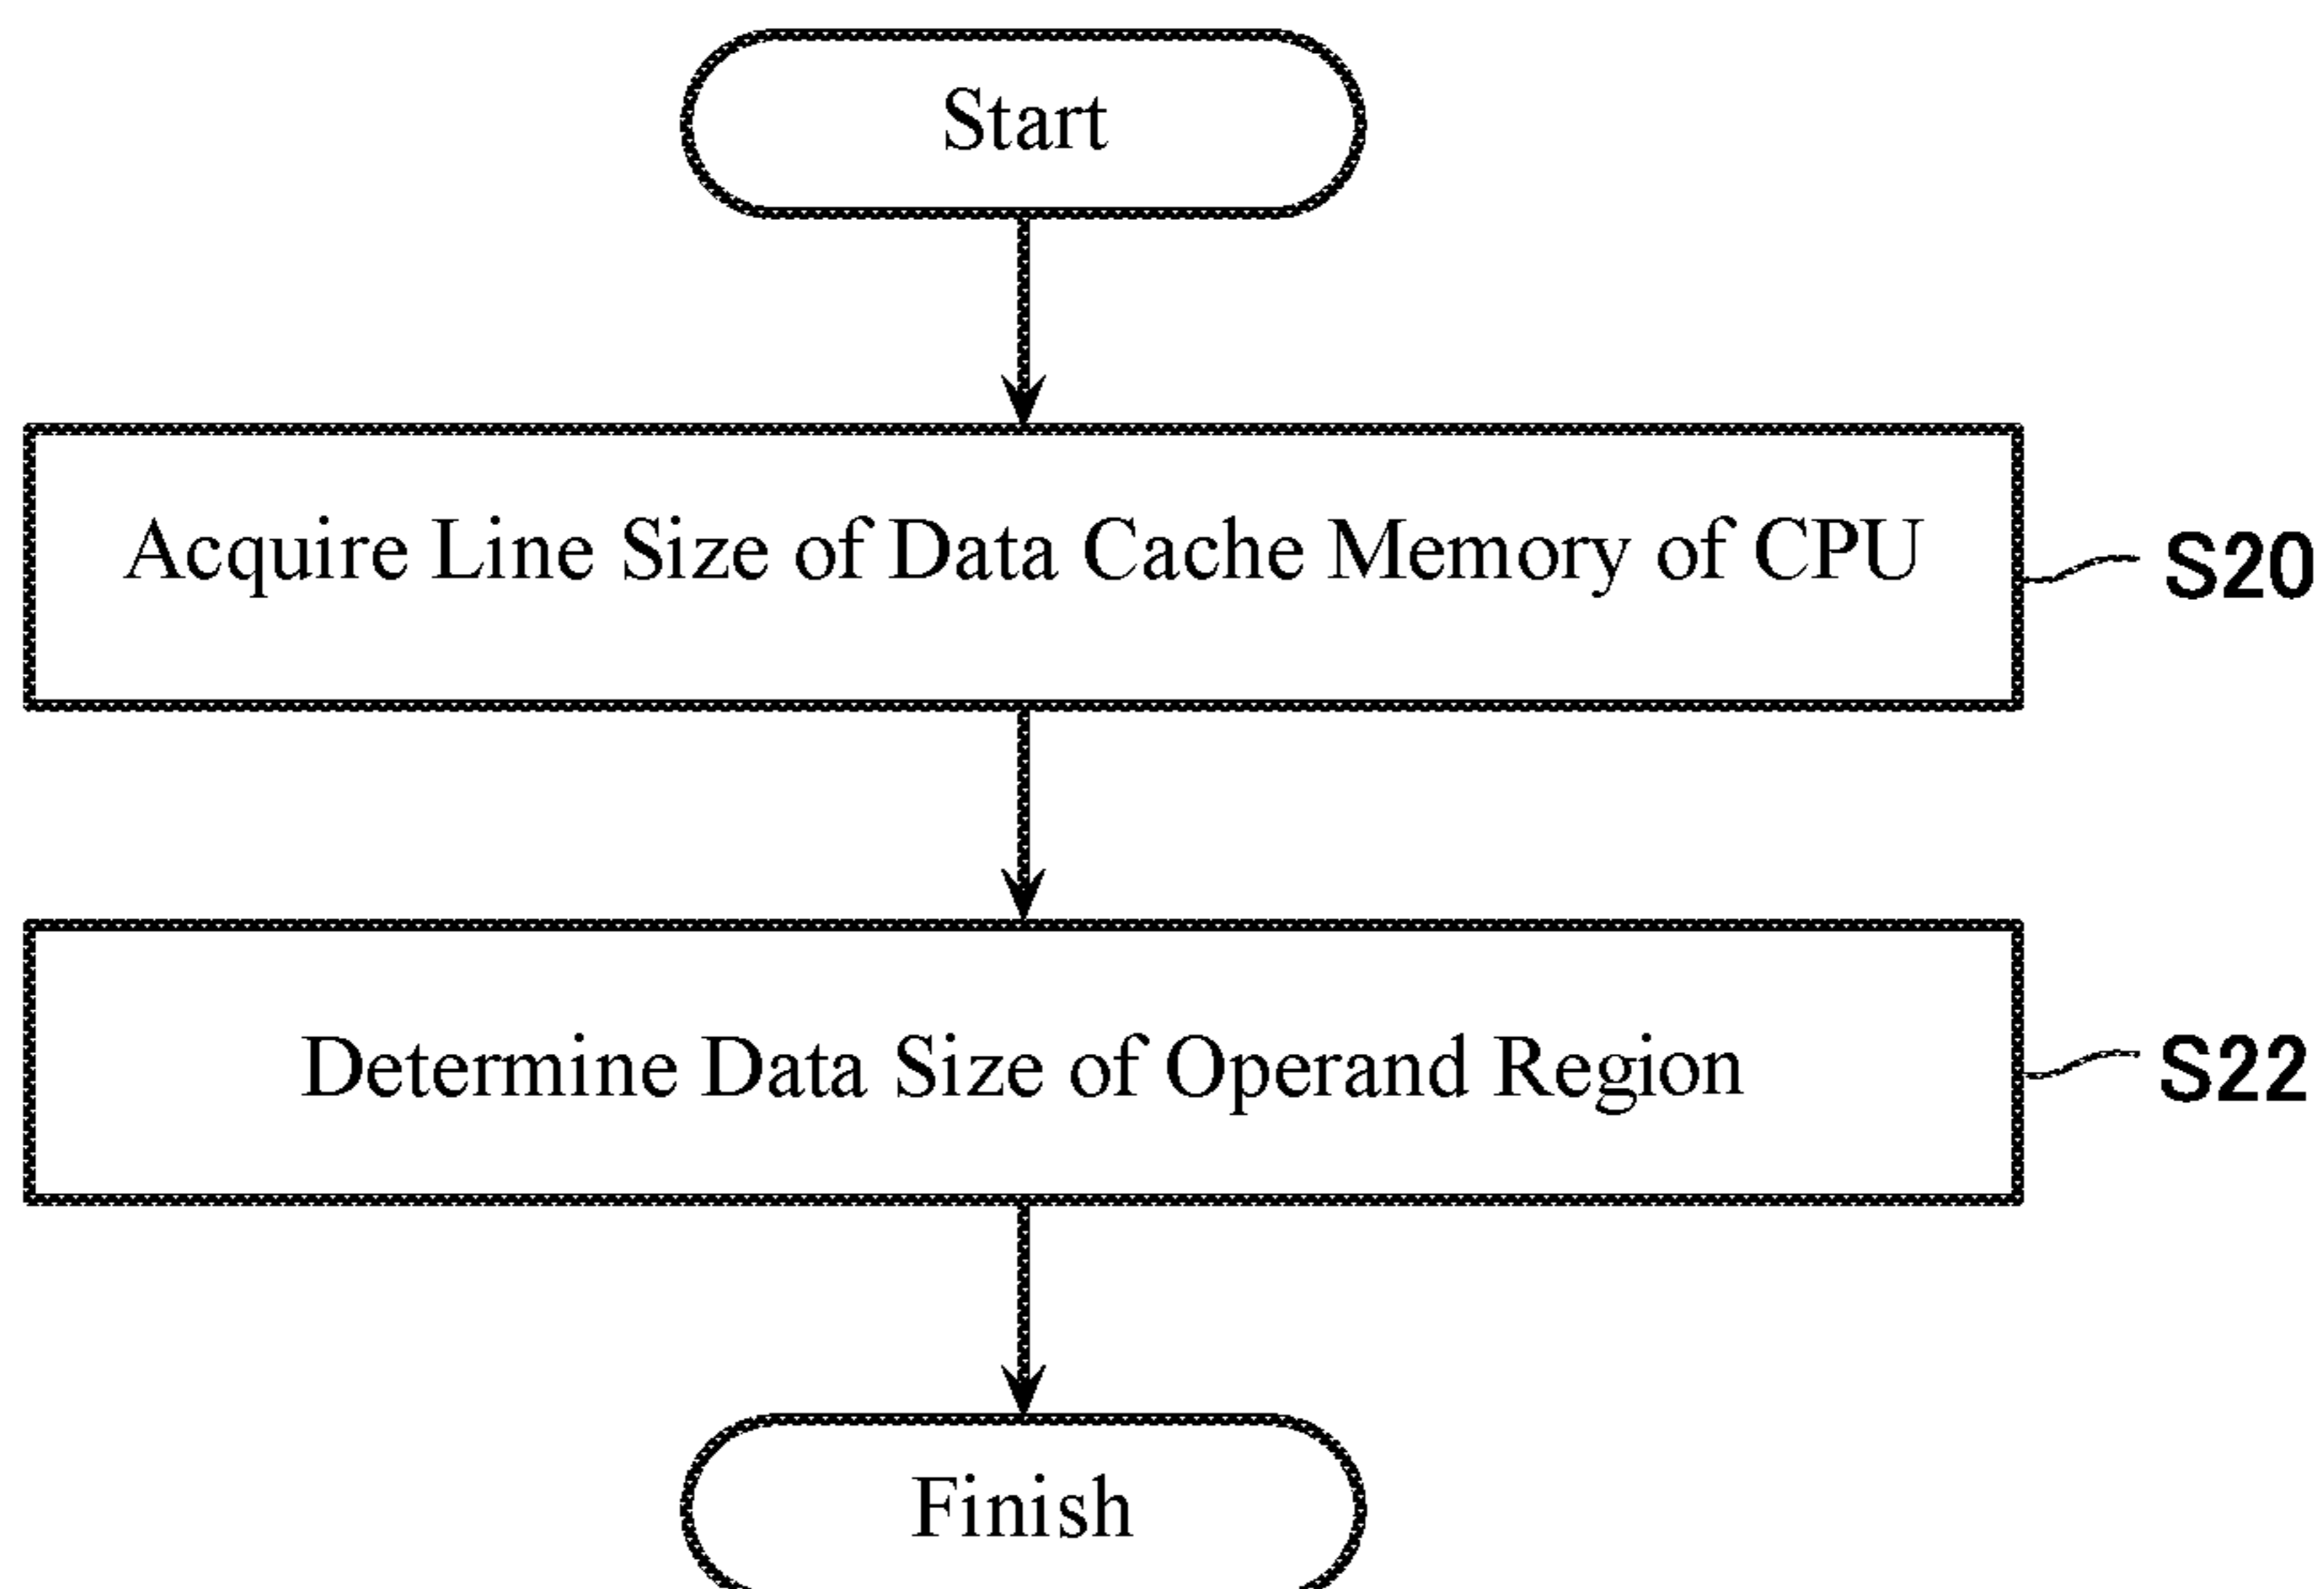 Start
Acquire Line Size of Data Cache Memory of CPU
S20
Determine Data Size of Operand Region
S22
Finish